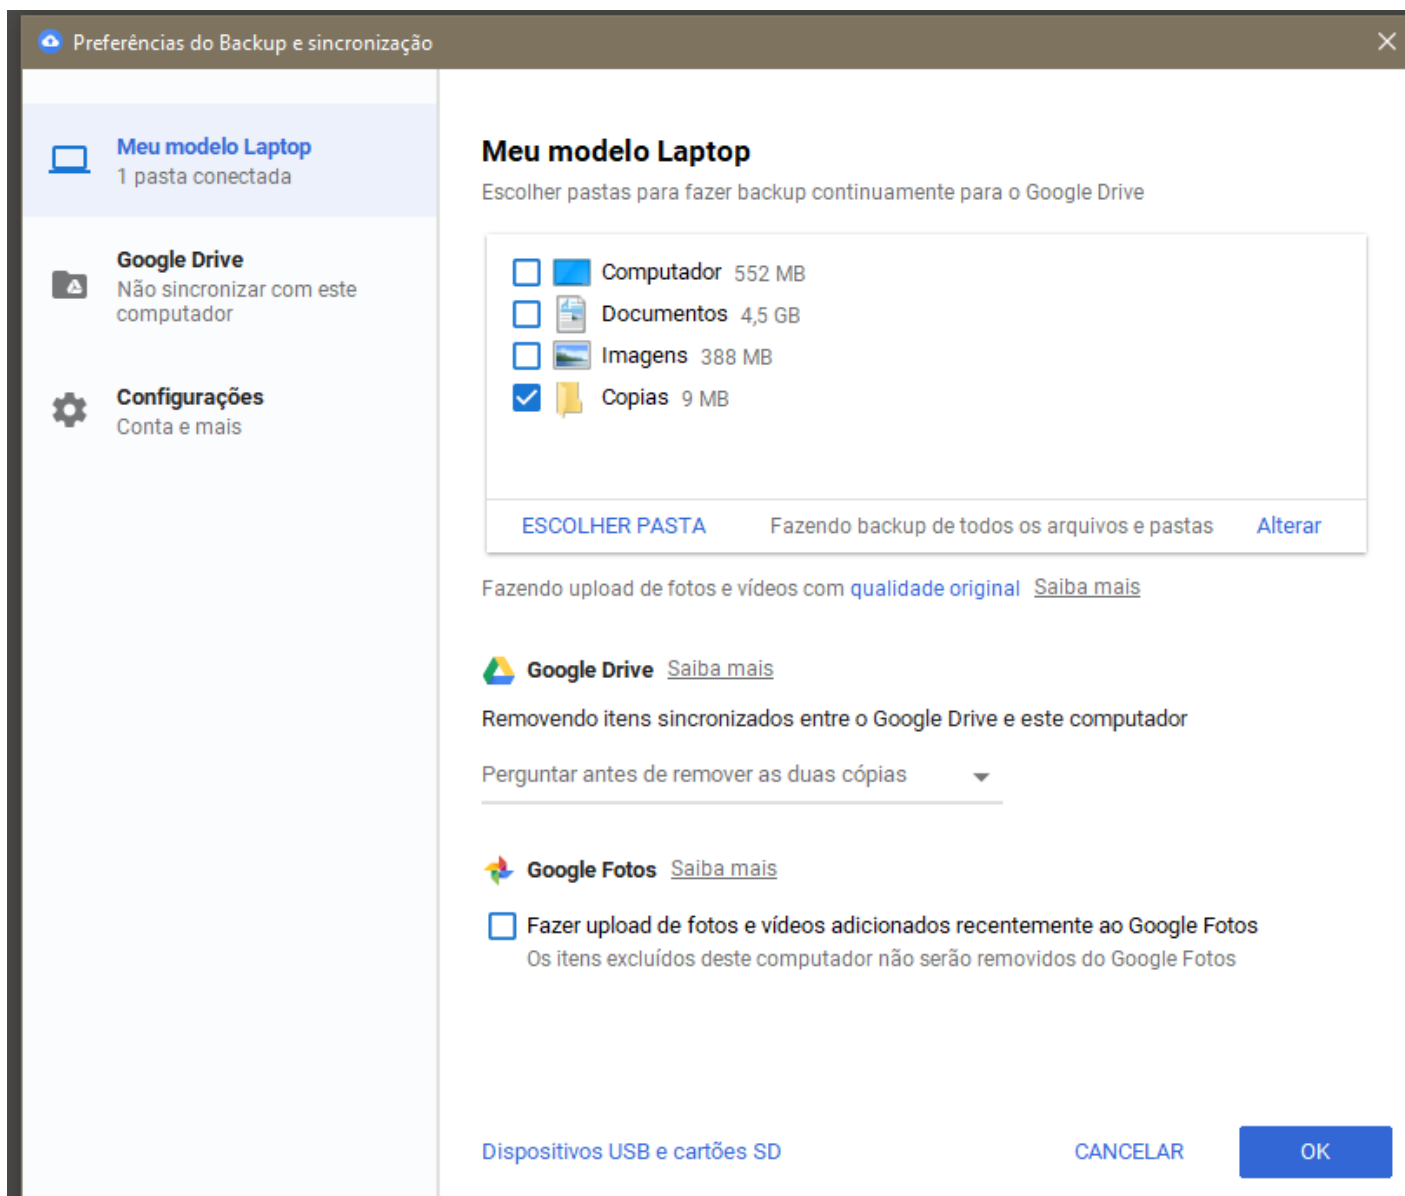 Preferências do Backup e sincronização
Meu modelo Laptop
1 pasta conectada
Google Drive
Não sincronizar com este
computador
Configurações
Conta e mais
Meu modelo Laptop
Escolher pastas para fazer backup continuamente para o Google Drive
Computador 552 MB
Documentos 4,5 GB
Imagens 388 MB
Copias 9 MB
ESCOLHER PASTA Fazendo backup de todos os arquivos e pastas Alterar
Fazendo upload de fotos e vídeos com qualidade original Saiba mais
Google Drive Saiba mais
Removendo itens sincronizados entre o Google Drive e este computador
Perguntar antes de remover as duas cópias
Google Fotos Saiba mais
Fazer upload de fotos e vídeos adicionados recentemente ao Google Fotos
Os itens excluídos deste computador não serão removidos do Google Fotos
Dispositivos USB e cartões SD CANCELAR OK